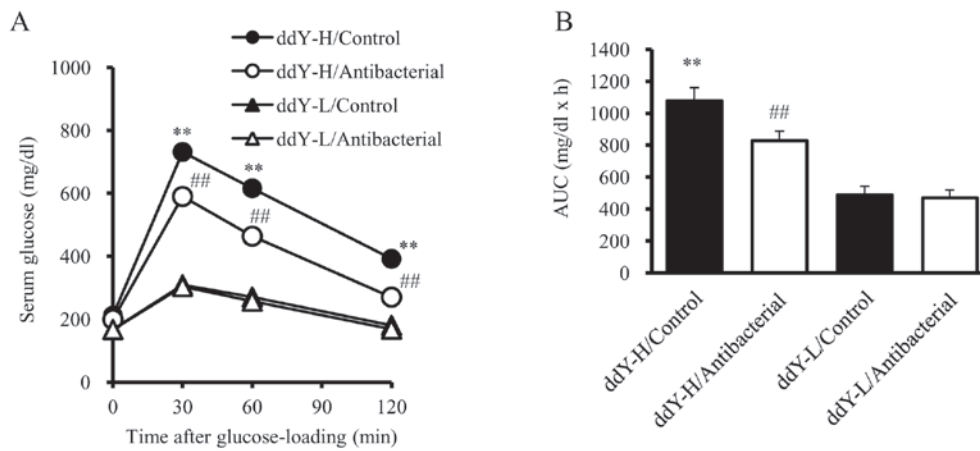 A
ddY-H/Control
ddY-H/Antibacterial
ddY-L/Control
ddY-L/Antibacterial
1000
800
600
400
200
0
Serum glucose (mg/dl)
**
##
**
##
**
##
0 30 60 90 120
Time after glucose-loading (min)
B
1400
1200
1000
800
600
400
200
0
AUC (mg/dl x h)
**
##
ddY-H/Control
ddY-H/Antibacterial
ddY-L/Control
ddY-L/Antibacterial